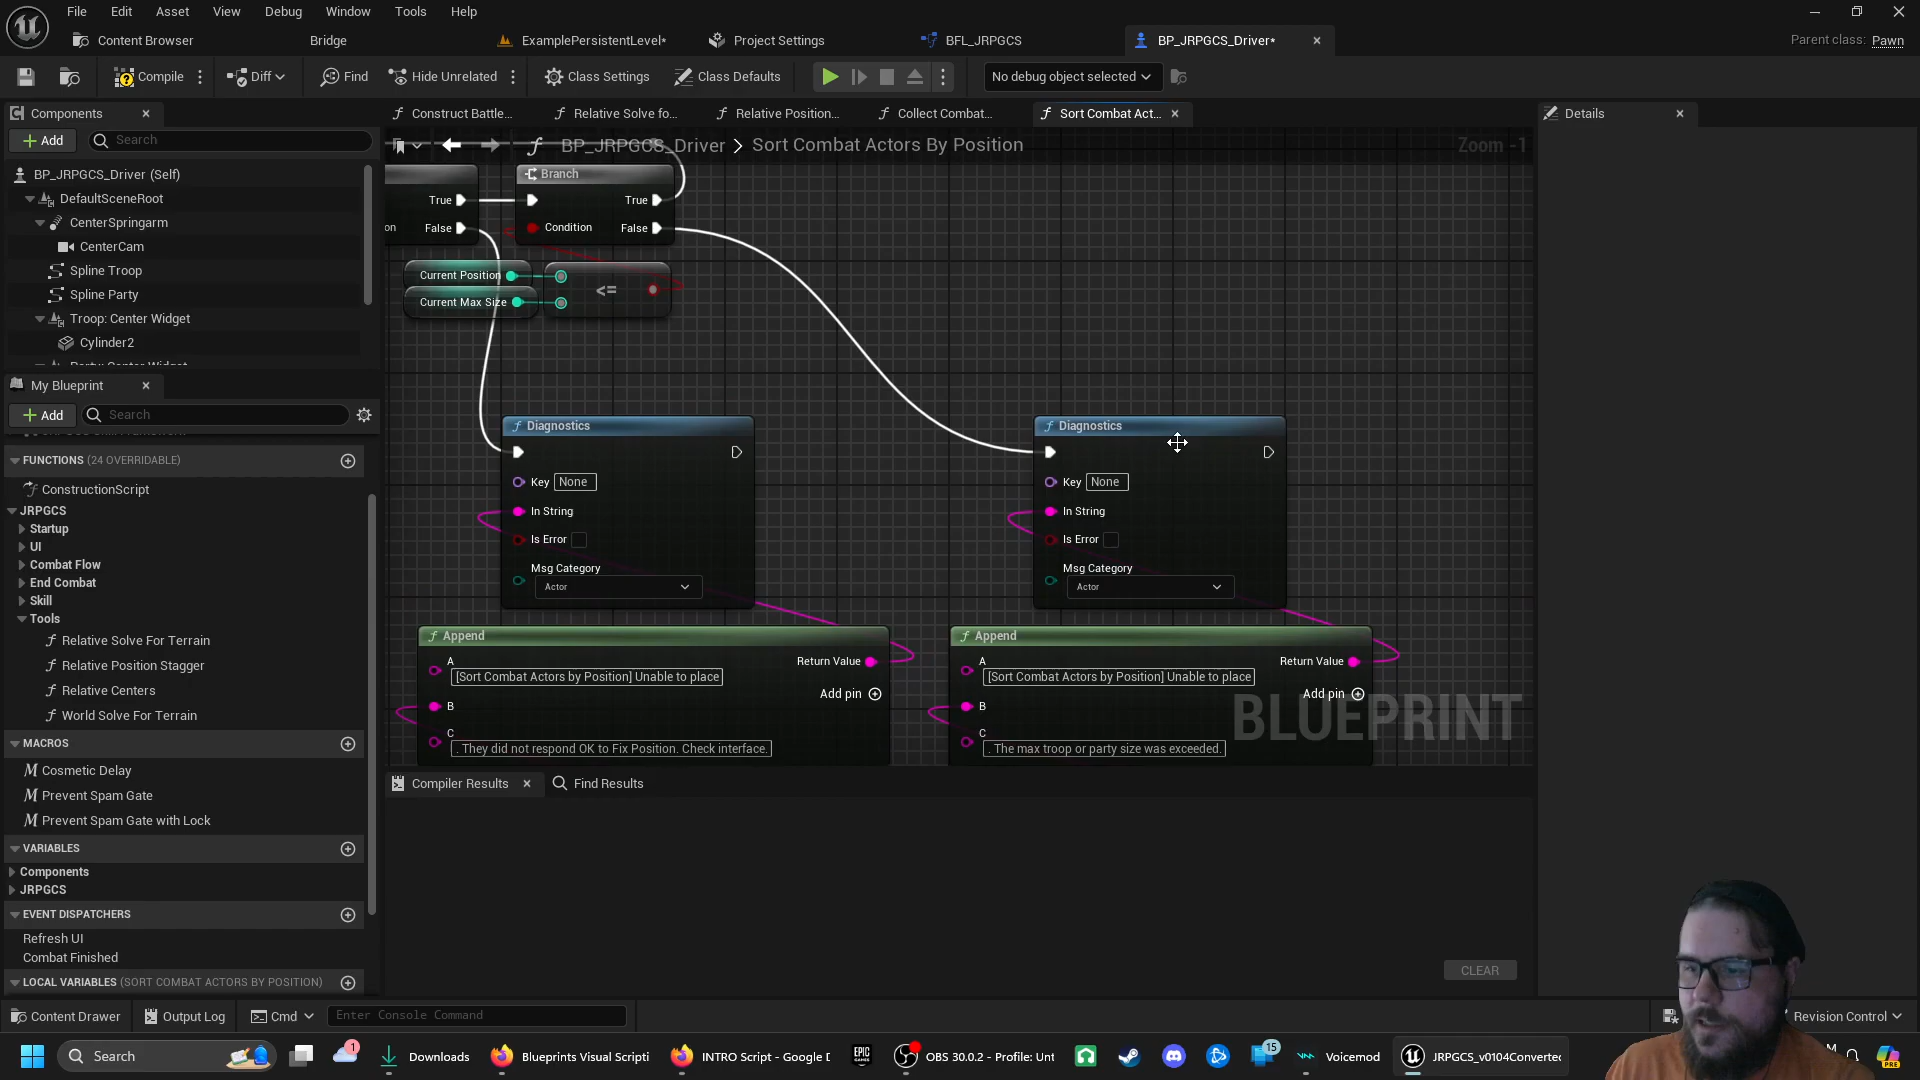 File Edit Asset View Debug Window Tools Help
Content Browser Bridge ExamplePersistentLevel* Project Settings BFL_JRPGCS BP_JRPGCS_Driver* Parent class: Pawn
Compile Diff Find Hide Unrelated Class Settings Class Defaults No debug object selected
Components Construct Battle... Relative Solve fo... Relative Position... Collect Combat... Sort Combat Act... Details
Add Search BP_JRPGCS_Driver > Sort Combat Actors By Position Zoom -1
BP_JRPGCS_Driver (Self)
DefaultSceneRoot
CenterSpringarm
CenterCam
Spline Troop
Spline Party
Troop: Center Widget
Cylinder2
Party: Center Widget
My Blueprint
Add Search
FUNCTIONS (24 OVERRIDABLE)
ConstructionScript
JRPGCS
Startup
UI
Combat Flow
End Combat
Skill
Tools
Relative Solve For Terrain
Relative Position Stagger
Relative Centers
World Solve For Terrain
MACROS
Cosmetic Delay
Prevent Spam Gate
Prevent Spam Gate with Lock
VARIABLES
Components
JRPGCS
EVENT DISPATCHERS
Refresh UI
Combat Finished
LOCAL VARIABLES (SORT COMBAT ACTORS BY POSITION)
Branch
True True
on False Condition False
Current Position
<=
Current Max Size
Diagnostics
Key None
In String
Is Error
Msg Category
Actor
Diagnostics
Key None
In String
Is Error
Msg Category
Actor
Append
A Return Value
[Sort Combat Actors by Position] Unable to place
Add pin
B
C
. They did not respond OK to Fix Position. Check interface.
Append
A Return Value
[Sort Combat Actors by Position] Unable to place
Add pin
B
C
. The max troop or party size was exceeded.
BLUEPRINT
Compiler Results Find Results
CLEAR
Content Drawer Output Log Cmd Enter Console Command Revision Control
Search 1 Downloads Blueprints Visual Scripti INTRO Script - Google D EPIC GAMES OBS 30.0.2 - Profile: Unt 15 Voicemod JRPGCS_v0104Converted PRE